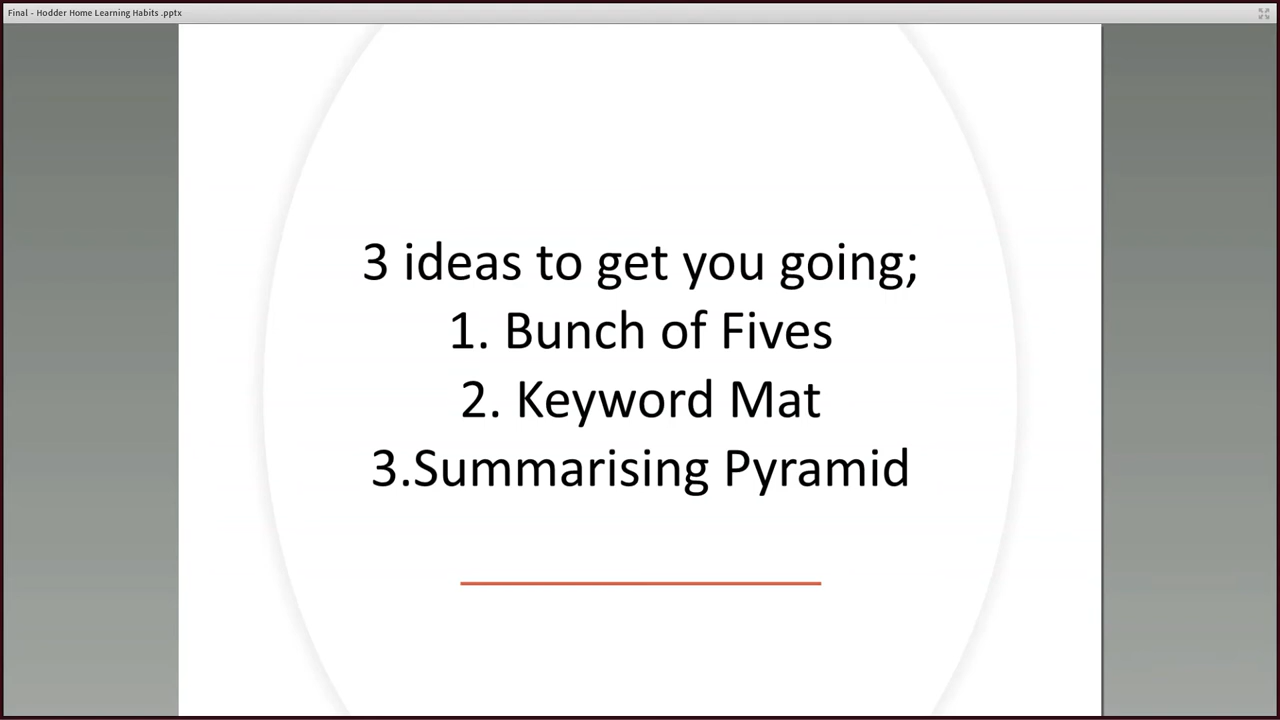 Final - Hodder Home Learning Habits .pptx
3 ideas to get you going;
1. Bunch of Fives
2. Keyword Mat
3.Summarising Pyramid